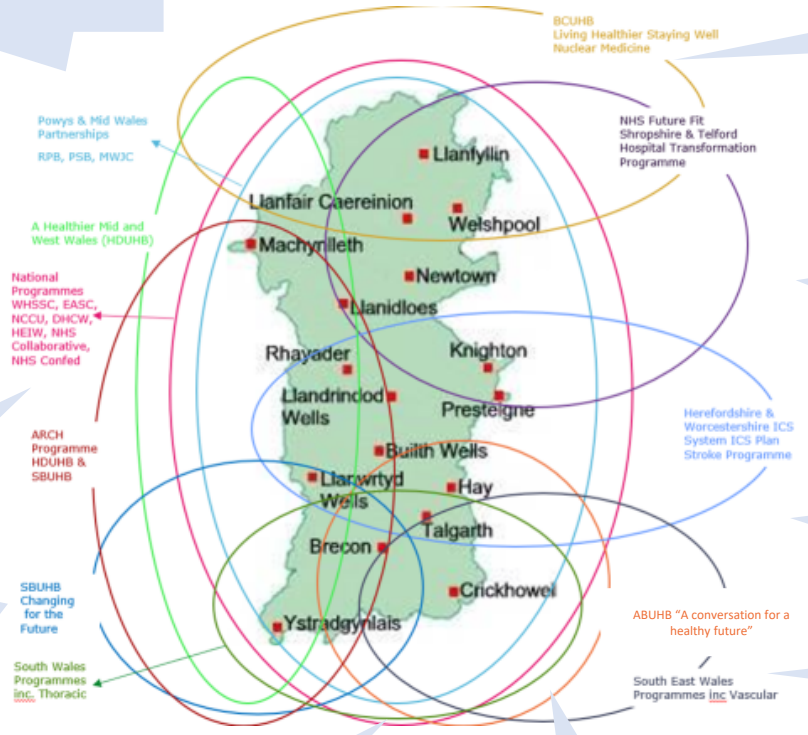 BCUHB
Living Healthier Staying Well
Nuclear Medicine
Powys & Mid Wales
Partnerships
RPB, PSB, MWJC
NHS Future Fit
Shropshire & Telford
Hospital Transformation
Programme
Llanfyllin
Llanfair Caereinion
Welshpool
A Healthier Mid and
West Wales (HDUHB)
Machynlleth
National
Programmes
WHSSC, EASC,
NCCU, DHCW,
HEIW, NHS
Collaborative,
NHS Confed
Newtown
Llanidloes
Rhayader
Knighton
Llandrindod
Wells
Presteigne
Herefordshire &
Worcestershire ICS
System ICS Plan
Stroke Programme
ARCH
Programme
HDUHB &
SBUHB
Builth Wells
Llanwrtyd
Wells
Hay
Talgarth
Brecon
SBUHB
Changing
for the
Future
Crickhowel
Ystradgynlais
ABUHB “A conversation for a
healthy future”
South Wales
Programmes
inc. Thoracic
South East Wales
Programmes inc Vascular